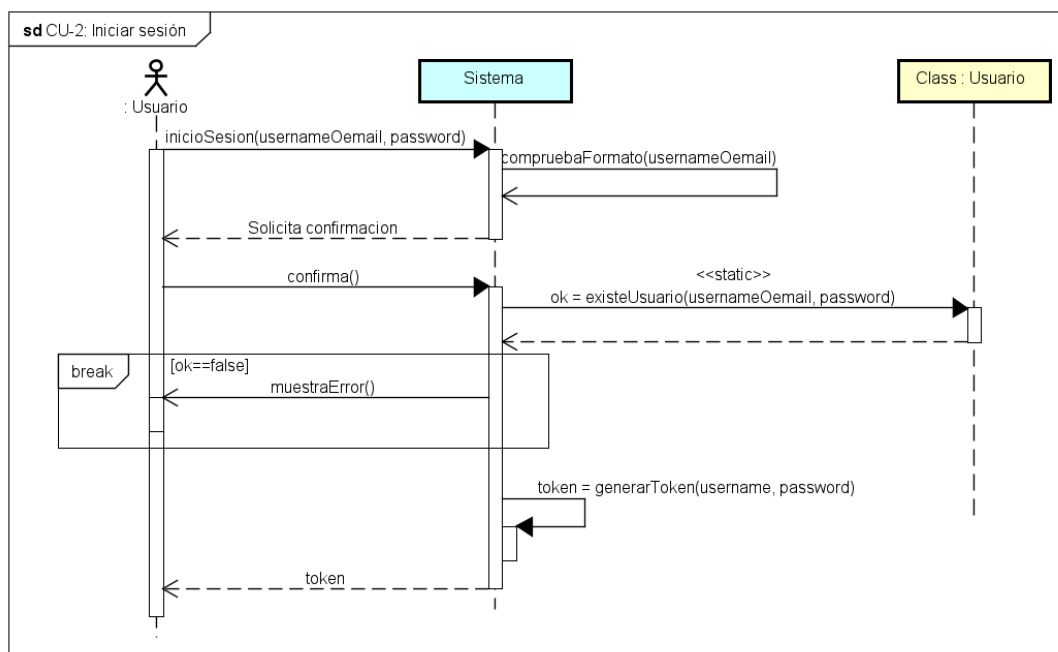 sd CU-2: Iniciar sesión
: Usuario
Sistema
Class : Usuario
inicioSesion(usernameOemail, password)
compruebaFormato(usernameOemail)
Solicita confirmacion
confirma()
<<static>>
ok = existeUsuario(usernameOemail, password)
break
[ok==false]
muestraError()
token = generarToken(username, password)
token